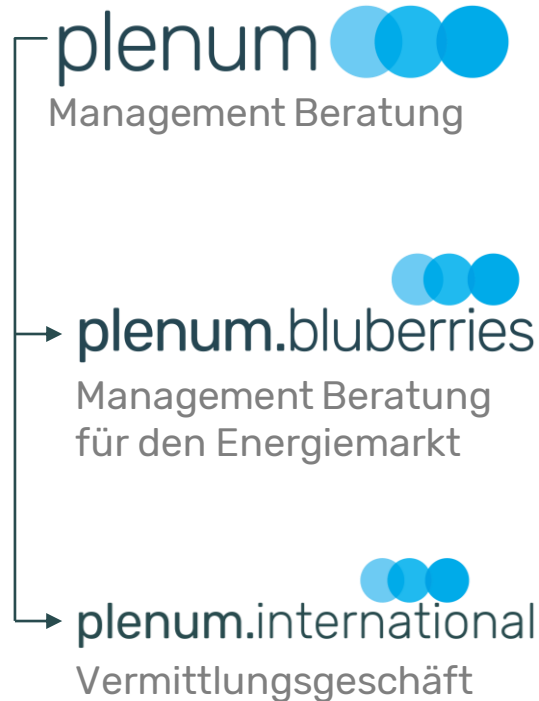 plenum
Management Beratung
plenum.bluberries
Management Beratung
für den Energiemarkt
plenum.international
Vermittlungsgeschäft